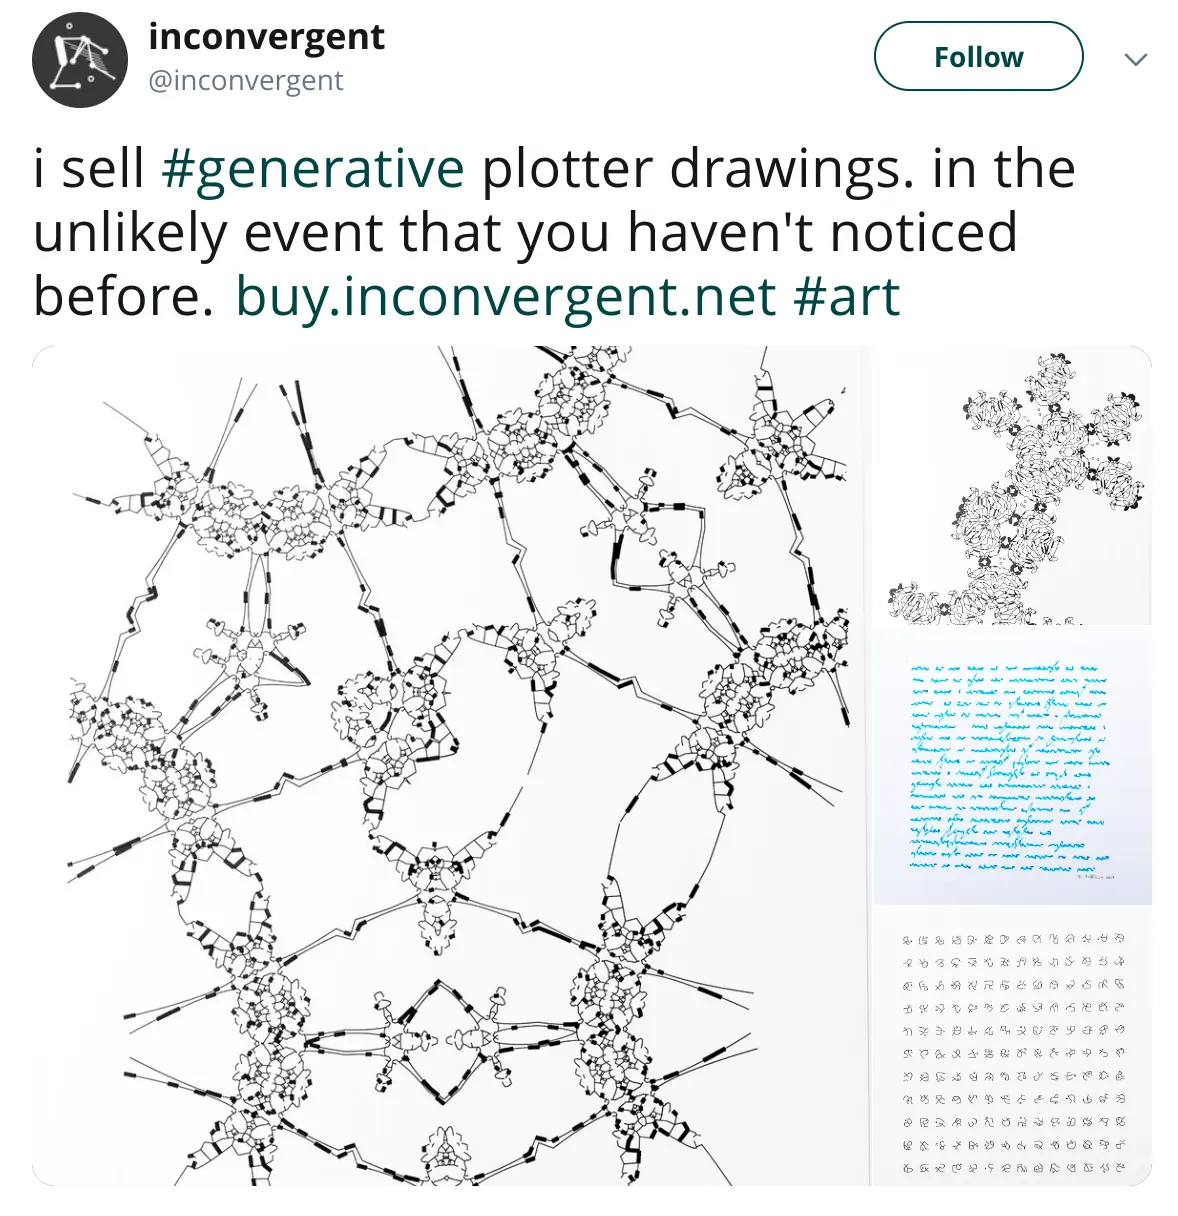 inconvergent
@inconvergent
Follow
i sell #generative plotter drawings. in the
unlikely event that you haven't noticed
before. buy.inconvergent.net #art